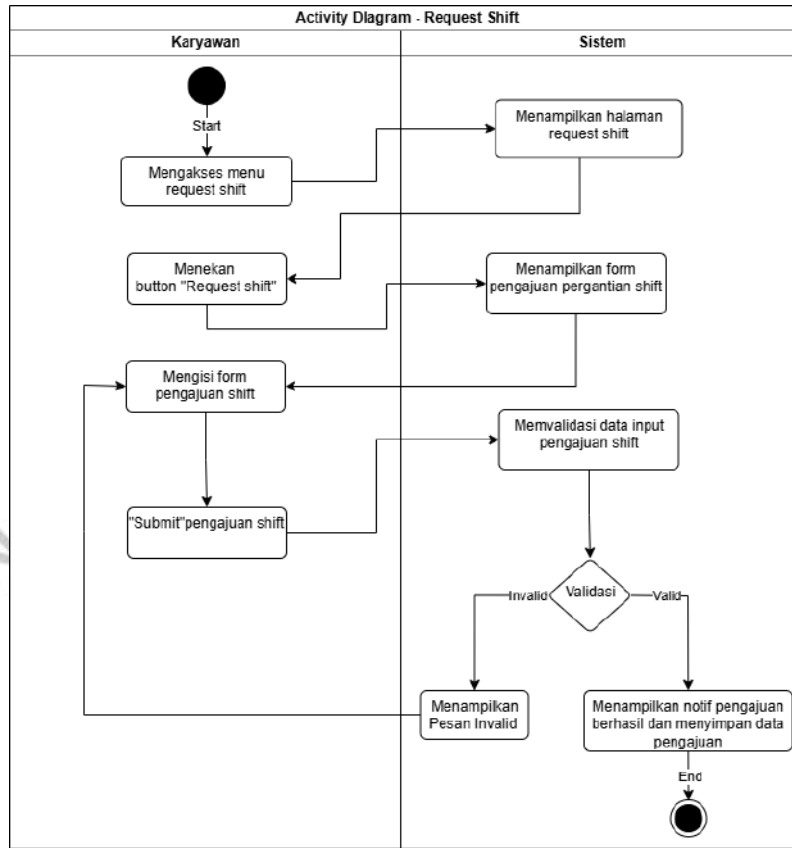 Activity Diagram - Request Shift
Karyawan
Sistem
Start
Mengakses menu
request shift
Menampilkan halaman
request shift
Menekan
button "Request shift"
Menampilkan form
pengajuan pergantian shift
Mengisi form
pengajuan shift
Memvalidasi data input
pengajuan shift
"Submit"pengajuan shift
Validasi
Invalid
Valid
Menampilkan
Pesan Invalid
Menampilkan notif pengajuan
berhasil dan menyimpan data
pengajuan
End